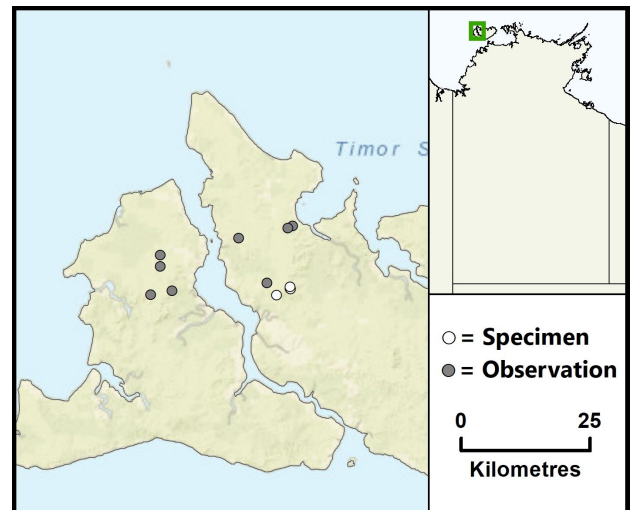 Timor S
= Specimen
= Observation
0 25
Kilometres